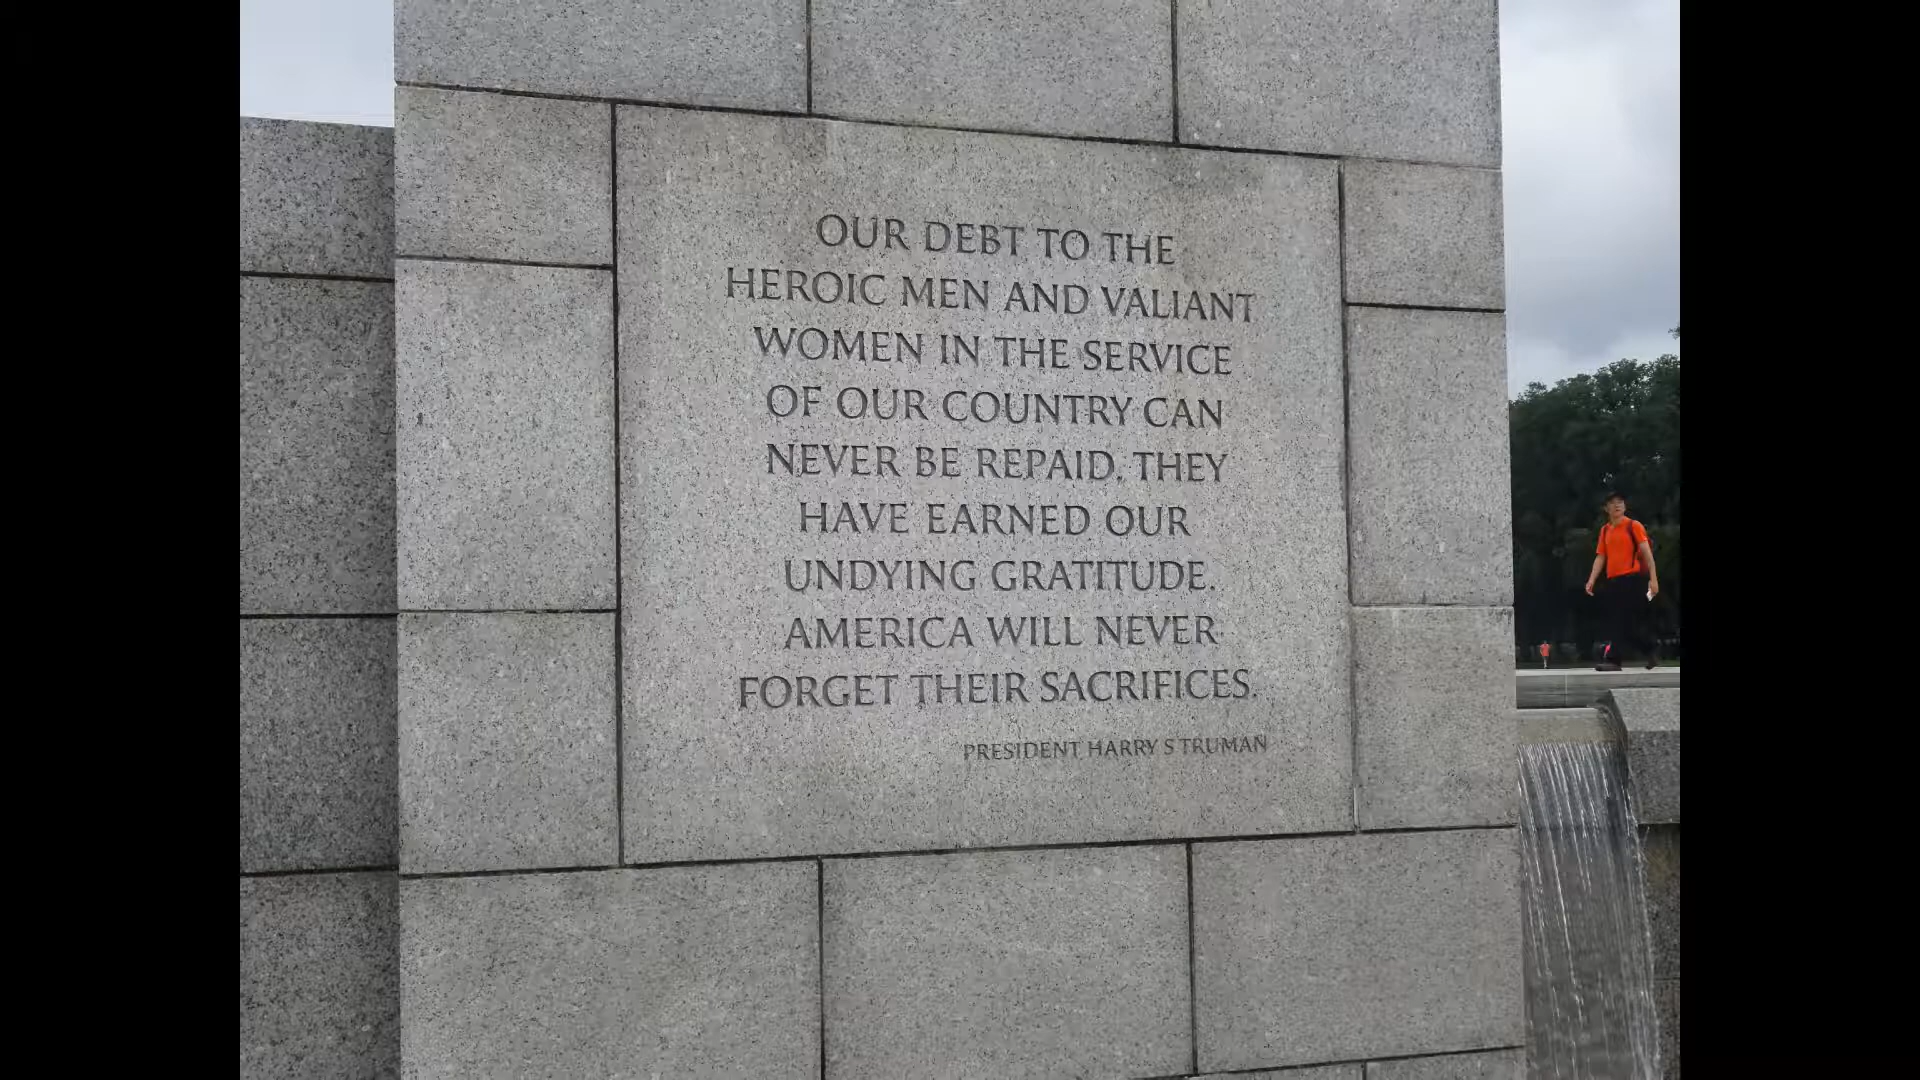 OUR DEBT TO THE
HEROIC MEN AND VALIANT
WOMEN IN THE SERVICE
OF OUR COUNTRY CAN
NEVER BE REPAID. THEY
HAVE EARNED OUR
UNDYING GRATITUDE.
AMERICA WILL NEVER
FORGET THEIR SACRIFICES.
PRESIDENT HARRY S TRUMAN